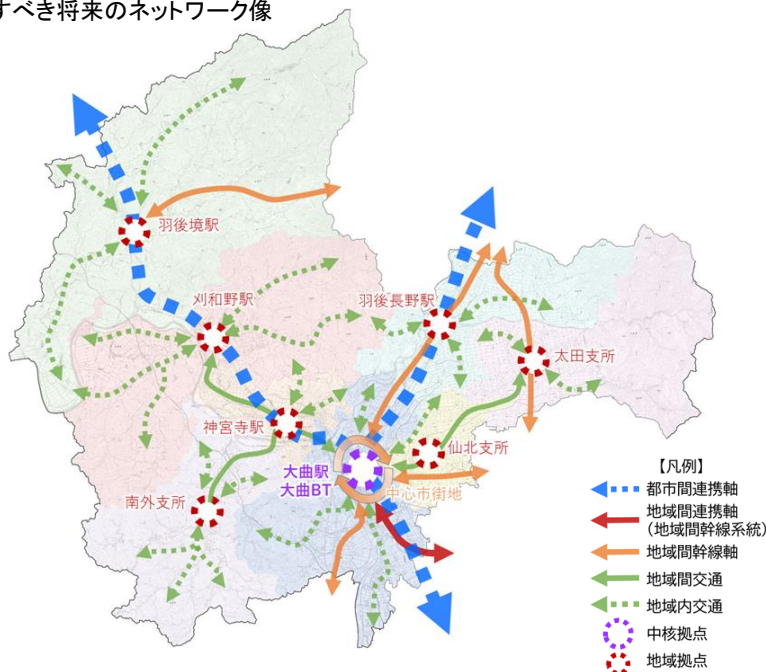 すべき将来のネットワーク像
羽後境駅
刈和野駅
羽後長野駅
太田支所
神宮寺駅
仙北支所
大曲駅
大曲BT
中心市街地
南外支所
【凡例】
都市間連携軸
地域間連携軸
(地域間幹線系統)
地域間幹線軸
地域間交通
地域内交通
中核拠点
地域拠点